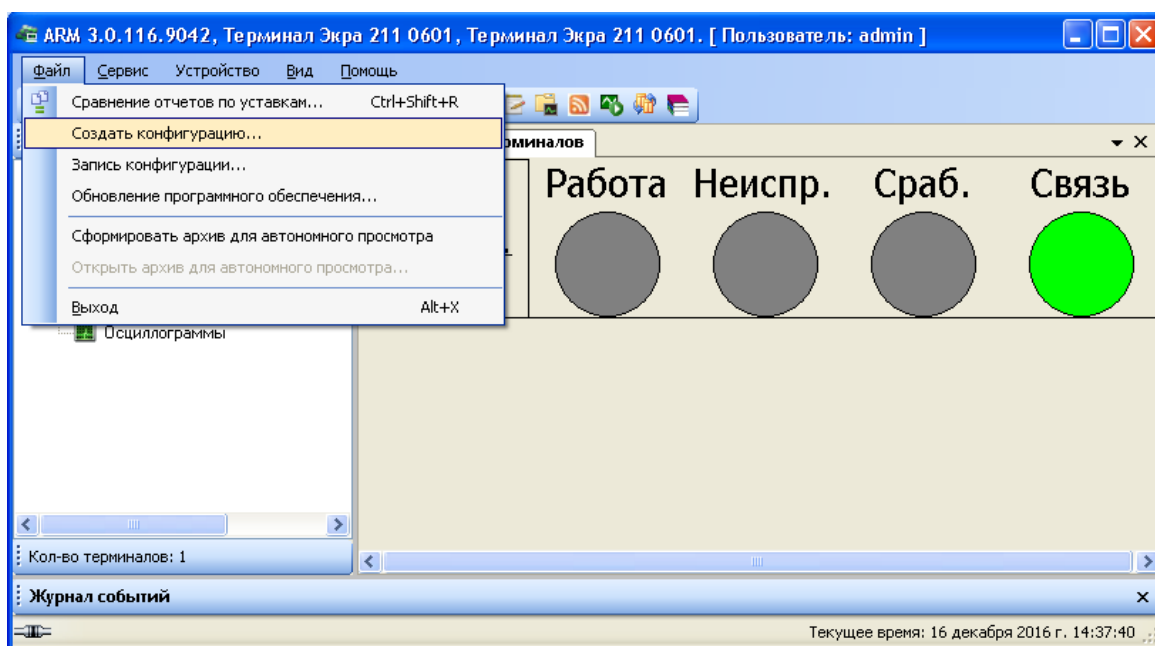 ARM 3.0.116.9042, Терминал Экра 211 0601, Терминал Экра 211 0601. [ Пользователь: admin ]
Файл Сервис Устройство Вид Помощь
Сравнение отчетов по уставкам... Ctrl+Shift+R
Создать конфигурацию...
Запись конфигурации...
Обновление программного обеспечения...
Сформировать архив для автономного просмотра
Открыть архив для автономного просмотра...
Выход Alt+X
Работа Неиспр. Сраб. Связь
Осциллограммы
Кол-во терминалов: 1
Журнал событий
Текущее время: 16 декабря 2016 г. 14:37:40